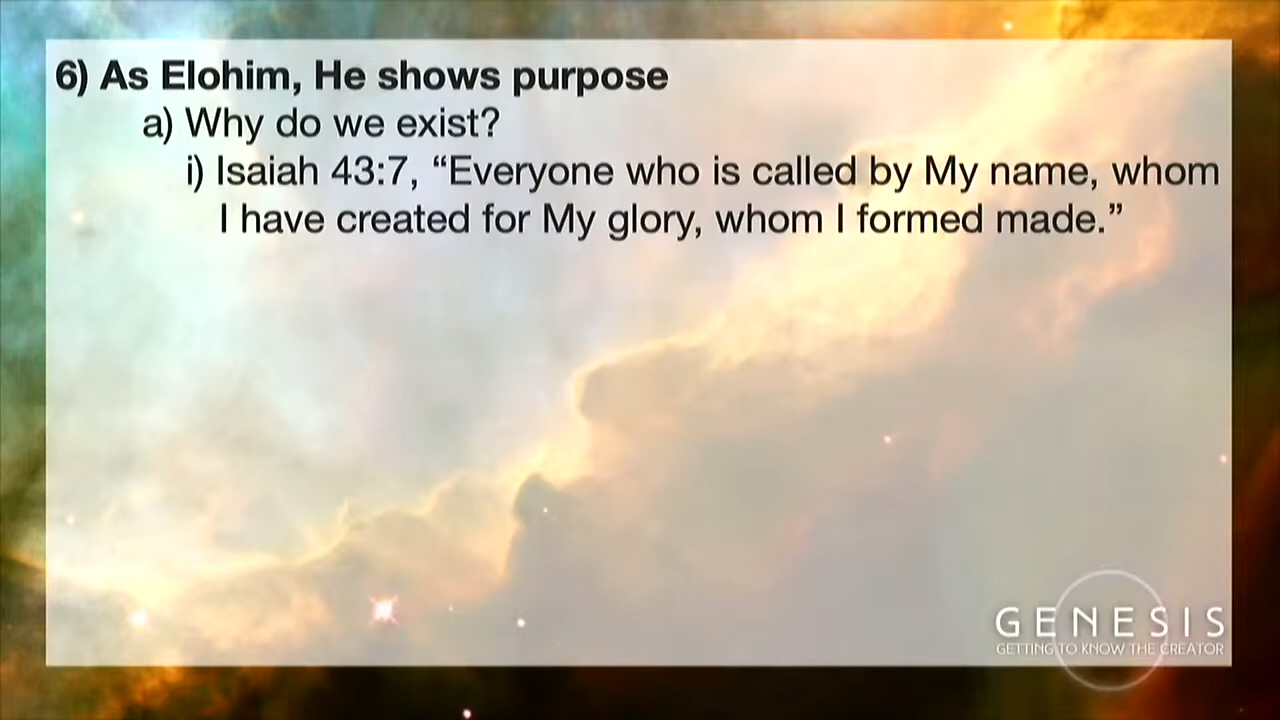 6) As Elohim, He shows purpose
a) Why do we exist?
i) Isaiah 43:7, “Everyone who is called by My name, whom
I have created for My glory, whom I formed made.”
GENESIS
GETTING TO KNOW THE CREATOR